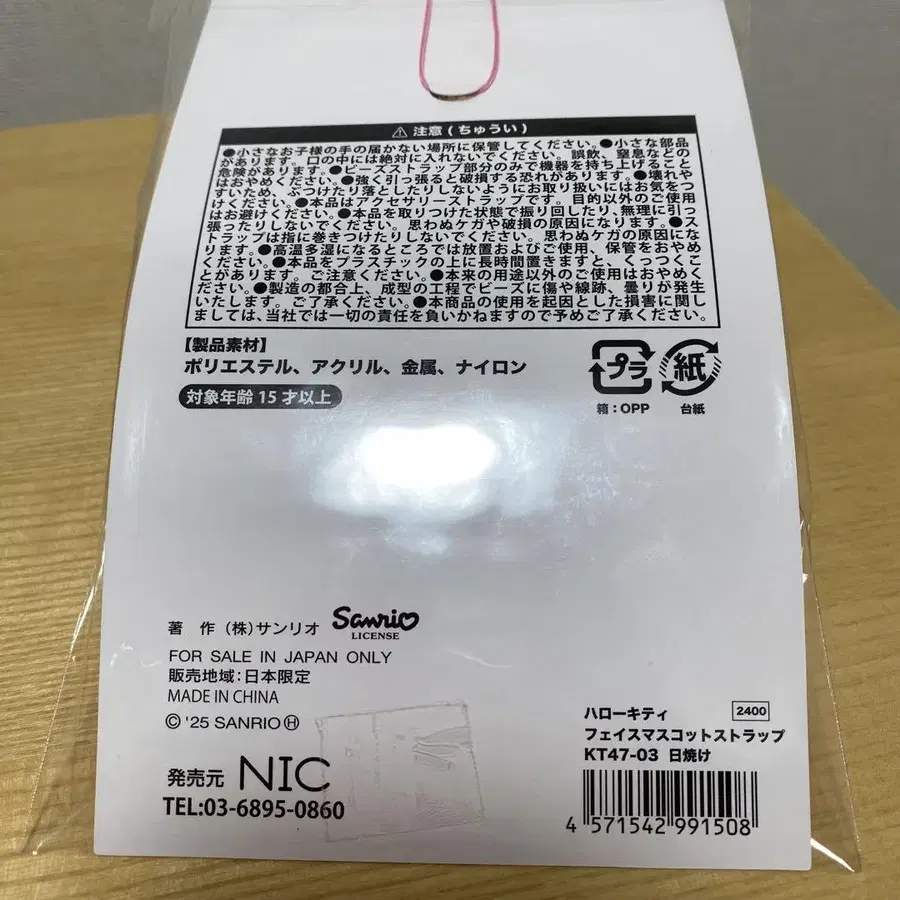 ⚠ 注意(ちゅうい)
●小さなお子様の手の届かない場所に保管してください。●小さな部品
があります。口の中には絶対に入れないでください。誤飲、窒息などの
危険があります。●ビーズストラップ部分のみで機器を持ち上げること
はおやめください。●強く引っ張ると破損する恐れがあります。●壊れや
すいため、ぶつけたり落としたりしないようにお取り扱いにはお気をつ
けください。●本品はアクセサリーストラップです。目的以外のご使用
はお避けください。●本品を取りつけた状態で振り回したり、無理に引っ
張ったりしないでください。思わぬケガや破損の原因になります。●ス
トラップは指に巻きつけたりしないでください。思わぬケガの原因にな
ります。●高温多湿になるところでは放置およびご使用、保管をおやめ
ください。●本品をプラスチックの上に長時間置きますと、くっつくこ
とがあります。ご注意ください。●本来の用途以外のご使用はおやめく
ださい。●製造の都合上、成型の工程でビーズに傷や線跡、曇りが発生
いたします。ご了承ください。●本商品の使用を起因とした損害に関し
ましては、当社では一切の責任を負いかねますので予めご了承ください。
【製品素材】
ポリエステル、アクリル、金属、ナイロン
対象年齢15才以上
プラ
箱:OPP
紙
台紙
著 作 (株)サンリオ Sanrio LICENSE
FOR SALE IN JAPAN ONLY
販売地域:日本限定
MADE IN CHINA
© '25 SANRIO Ⓗ
発売元 NIC
TEL:03-6895-0860
ハローキティ 2400
フェイスマスコットストラップ
KT47-03 日焼け
4 571542 991508